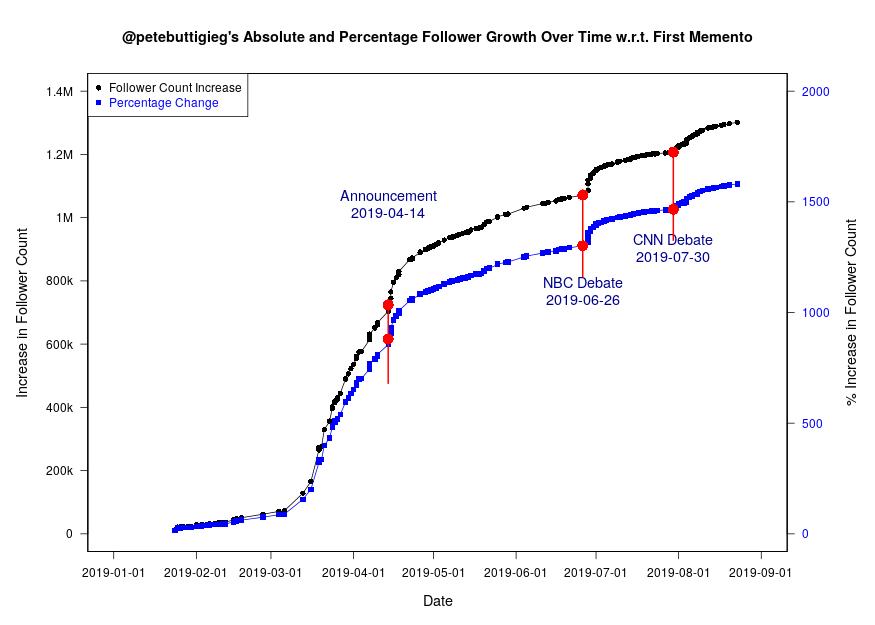 @petebuttigieg's Absolute and Percentage Follower Growth Over Time w.r.t. First Memento
Follower Count Increase
Percentage Change
1.4M
1.2M
1M
800k
600k
400k
200k
0
Increase in Follower Count
2000
1500
1000
500
0
% Increase in Follower Count
Announcement
2019-04-14
NBC Debate
2019-06-26
CNN Debate
2019-07-30
2019-01-01
2019-02-01
2019-03-01
2019-04-01
2019-05-01
2019-06-01
2019-07-01
2019-08-01
2019-09-01
Date